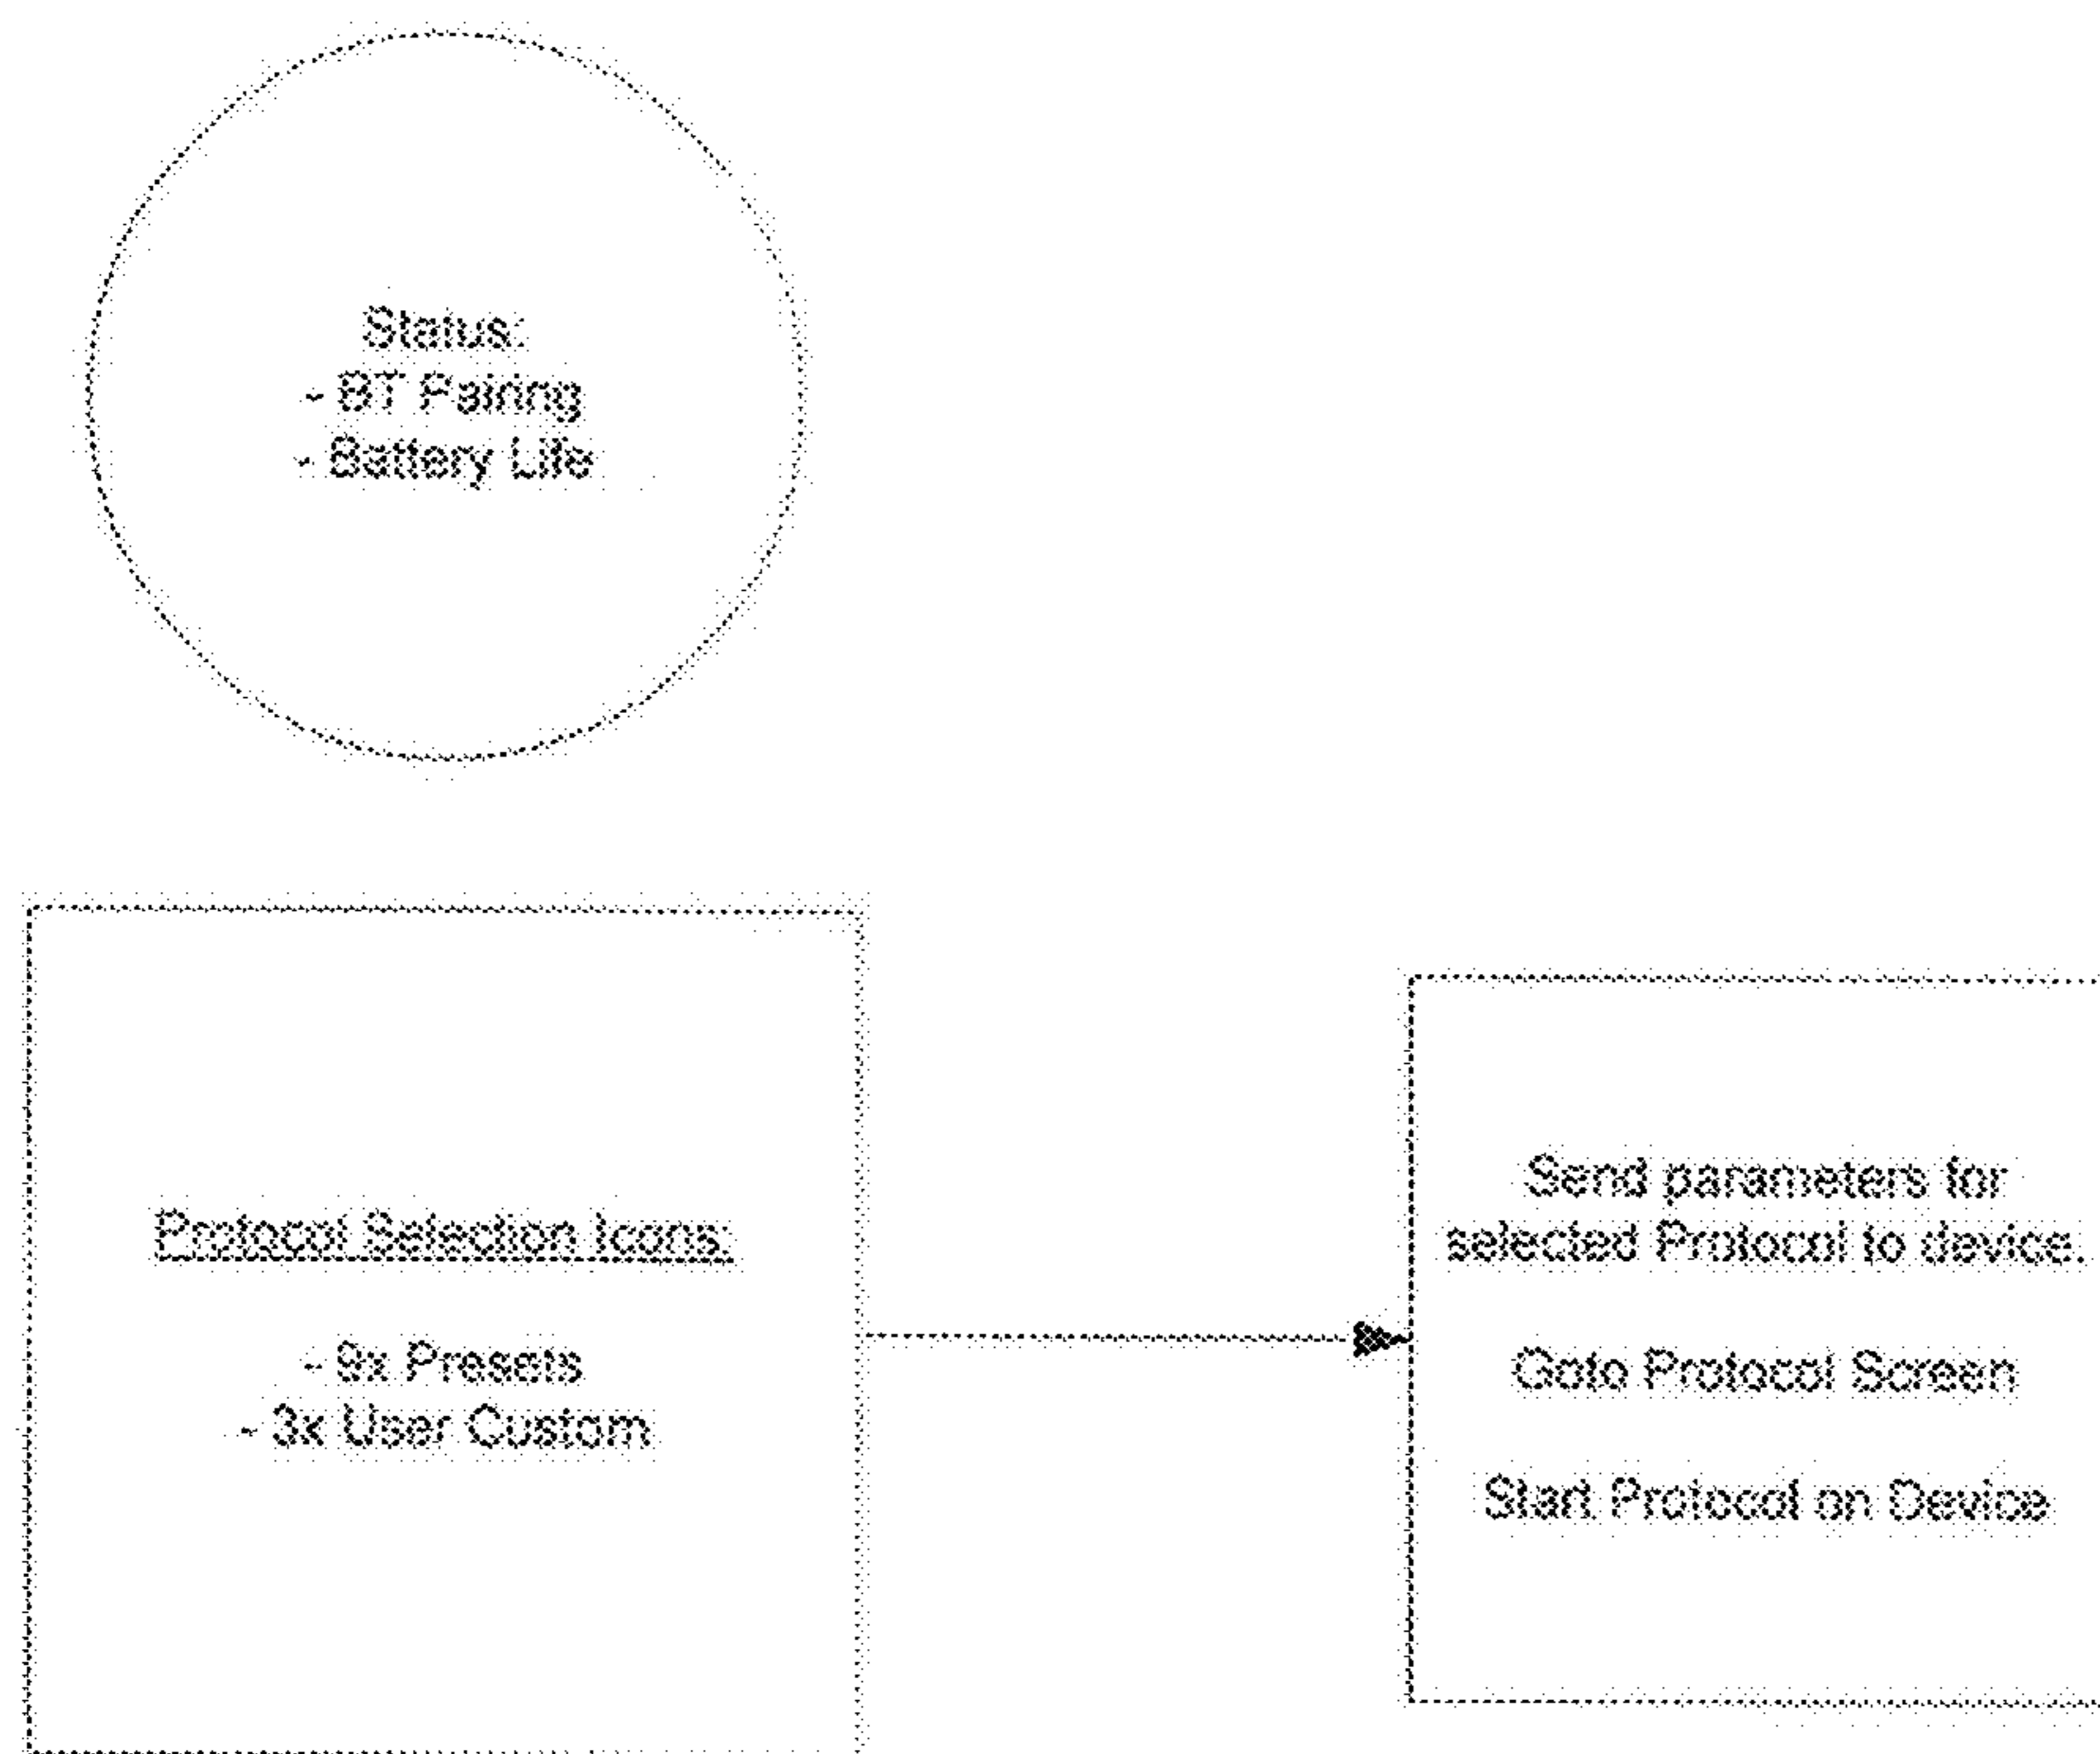 Status:
- BT Pairing
- Battery Life
Protocol Selection Icons:
- 9x Presets
- 3x User Custom
Send parameters for
selected Protocol to device.
Goto Protocol Screen
Start Protocol on Device